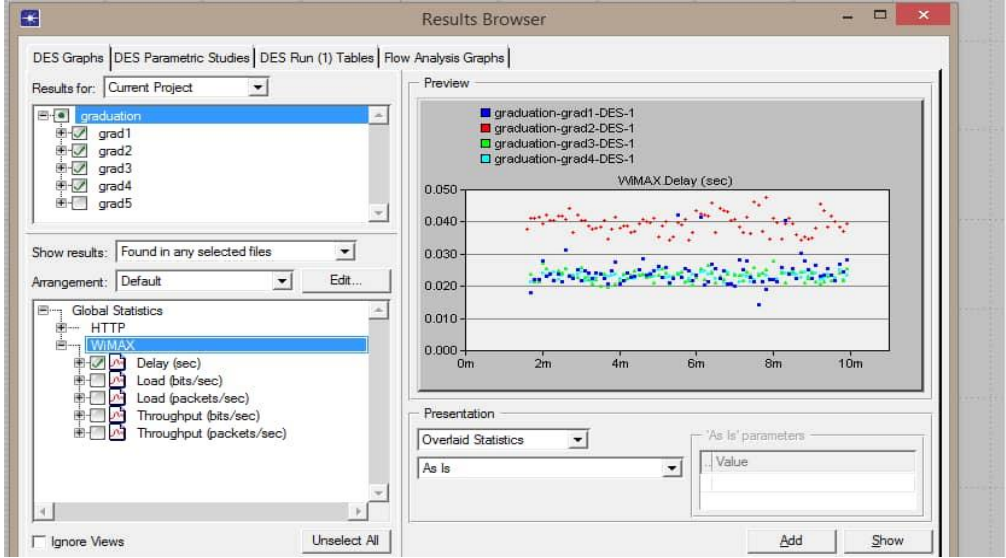 Results Browser
DES Graphs DES Parametric Studies DES Run (1) Tables Flow Analysis Graphs
Results for: Current Project
graduation
grad1
grad2
grad3
grad4
grad5
Show results: Found in any selected files
Arrangement: Default Edit...
Global Statistics
HTTP
WiMAX
Delay (sec)
Load (bits/sec)
Load (packets/sec)
Throughput (bits/sec)
Throughput (packets/sec)
Ignore Views Unselect All
Preview
graduation-grad1-DES-1
graduation-grad2-DES-1
graduation-grad3-DES-1
graduation-grad4-DES-1
WiMAX.Delay (sec)
0.050
0.040
0.030
0.020
0.010
0.000
0m 2m 4m 6m 8m 10m
Presentation
Overlaid Statistics
As Is
'As Is' parameters
.. Value
Add Show